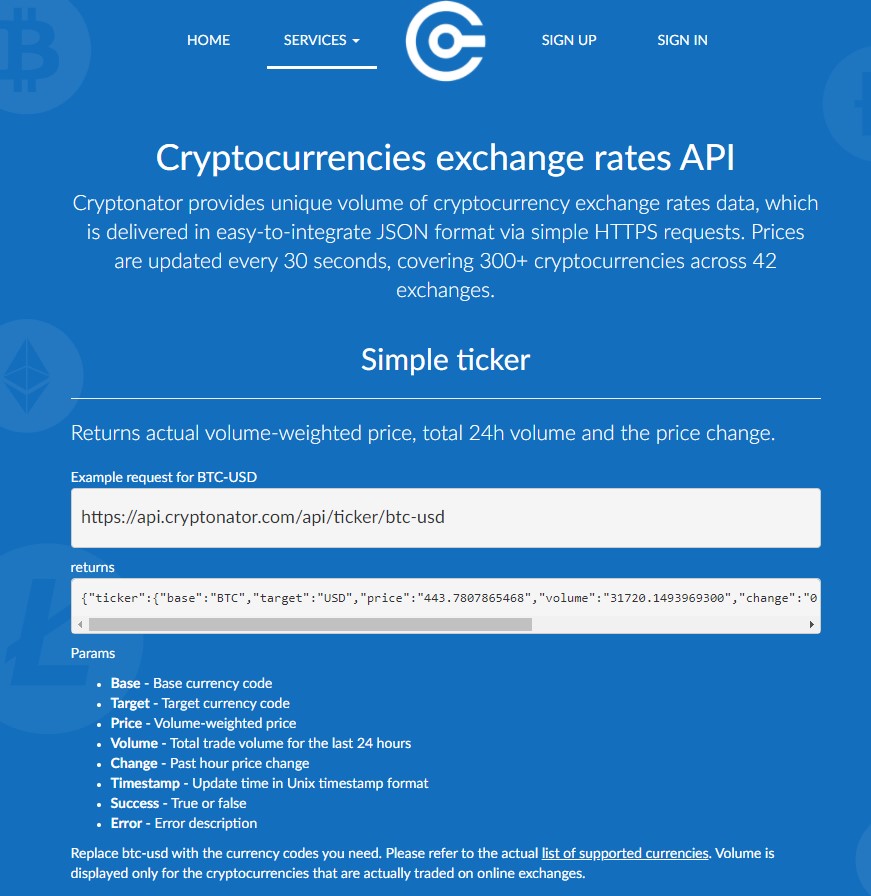 HOME SERVICES SIGN UP SIGN IN
Cryptocurrencies exchange rates API
Cryptonator provides unique volume of cryptocurrency exchange rates data, which
is delivered in easy-to-integrate JSON format via simple HTTPS requests. Prices
are updated every 30 seconds, covering 300+ cryptocurrencies across 42
exchanges.
Simple ticker
Returns actual volume-weighted price, total 24h volume and the price change.
Example request for BTC-USD
https://api.cryptonator.com/api/ticker/btc-usd
returns
{"ticker":{"base":"BTC","target":"USD","price":"443.7807865468","volume":"31720.1493969300","change":"0
Params
• Base - Base currency code
• Target - Target currency code
• Price - Volume-weighted price
• Volume - Total trade volume for the last 24 hours
• Change - Past hour price change
• Timestamp - Update time in Unix timestamp format
• Success - True or false
• Error - Error description
Replace btc-usd with the currency codes you need. Please refer to the actual list of supported currencies. Volume is
displayed only for the cryptocurrencies that are actually traded on online exchanges.